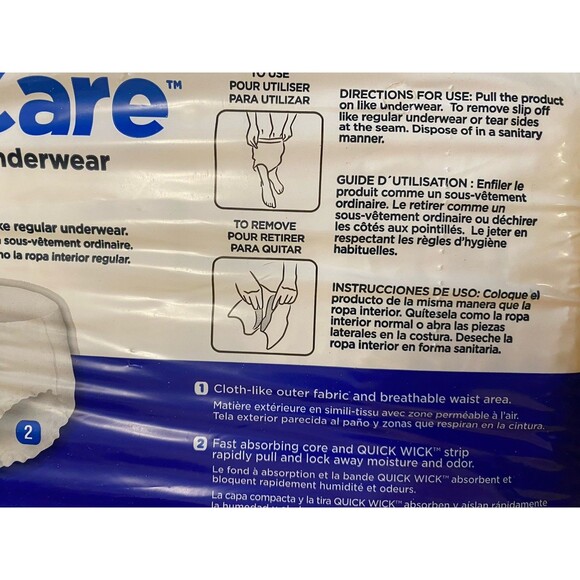 Care™
nderwear
ke regular underwear.
sous-vêtement ordinaire.
no la ropa interior regular.
TO USE
POUR UTILISER
PARA UTILIZAR
TO REMOVE
POUR RETIRER
PARA QUITAR
DIRECTIONS FOR USE: Pull the product
on like underwear. To remove slip off
like regular underwear or tear sides
at the seam. Dispose of in a sanitary
manner.
GUIDE D´UTILISATION : Enfiler le
produit comme un sous-vêtement
ordinaire. Le retirer comme un
sous-vêtement ordinaire ou déchirer
les côtés aux pointillés. Le jeter en
respectant les règles d'hygiène
habituelles.
INSTRUCCIONES DE USO: Coloque el
producto de la misma manera que la
ropa interior. Quítesela como la ropa
interior normal o abra las piezas
laterales en la costura. Deseche la
ropa interior en forma sanitaria.
2
1 Cloth-like outer fabric and breathable waist area.
Matière extérieure en simili-tissu avec zone perméable à l'air.
Tela exterior parecida al paño y zonas que respiran en la cintura.
2 Fast absorbing core and QUICK WICK™ strip
rapidly pull and lock away moisture and odor.
Le fond à absorption et la bande QUICK WICK™ absorbent et
bloquent rapidement humidité et odeurs.
La capa compacta y la tira QUICK WICK™ absorben y aíslan rápidamente
la humedad y